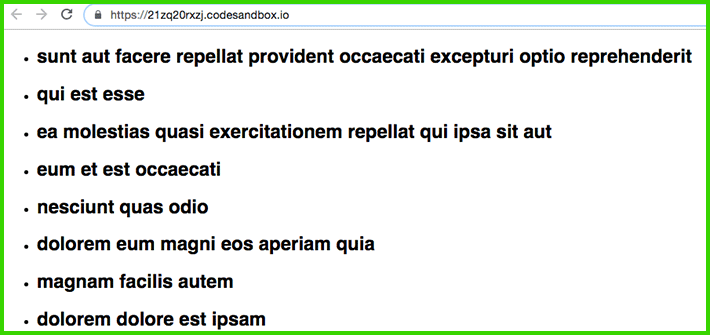 https://21zq20rxzj.codesandbox.io
sunt aut facere repellat provident occaecati excepturi optio reprehenderit
qui est esse
ea molestias quasi exercitationem repellat qui ipsa sit aut
eum et est occaecati
nesciunt quas odio
dolorem eum magni eos aperiam quia
magnam facilis autem
dolorem dolore est ipsam